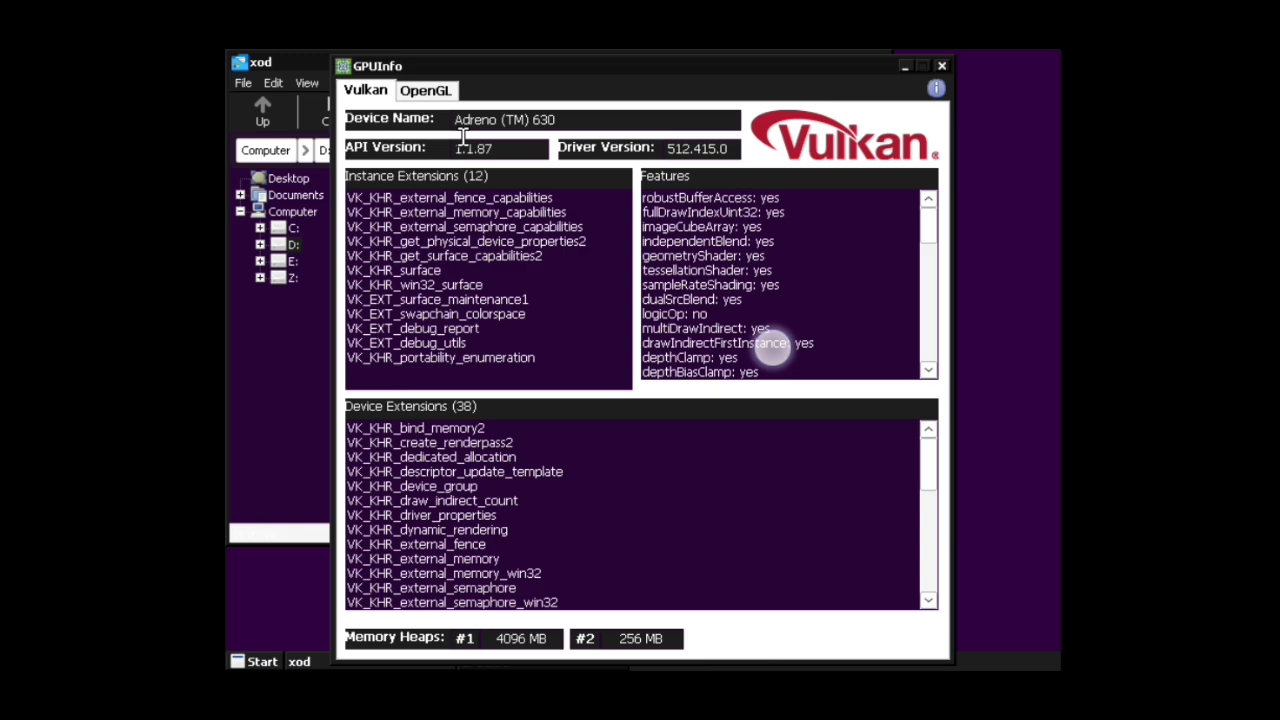 xod
File Edit View
Up
Computer
Desktop
Documents
Computer
C:
D:
E:
Z:
GPUInfo
Vulkan OpenGL
Device Name: Adreno (TM) 630
API Version: 1.1.87 Driver Version: 512.415.0
Vulkan®
Instance Extensions (12)
VK_KHR_external_fence_capabilities
VK_KHR_external_memory_capabilities
VK_KHR_external_semaphore_capabilities
VK_KHR_get_physical_device_properties2
VK_KHR_get_surface_capabilities2
VK_KHR_surface
VK_KHR_win32_surface
VK_EXT_surface_maintenance1
VK_EXT_swapchain_colorspace
VK_EXT_debug_report
VK_EXT_debug_utils
VK_KHR_portability_enumeration
Features
robustBufferAccess: yes
fullDrawIndexUint32: yes
imageCubeArray: yes
independentBlend: yes
geometryShader: yes
tessellationShader: yes
sampleRateShading: yes
dualSrcBlend: yes
logicOp: no
multiDrawIndirect: yes
drawIndirectFirstInstance: yes
depthClamp: yes
depthBiasClamp: yes
Device Extensions (38)
VK_KHR_bind_memory2
VK_KHR_create_renderpass2
VK_KHR_dedicated_allocation
VK_KHR_descriptor_update_template
VK_KHR_device_group
VK_KHR_draw_indirect_count
VK_KHR_driver_properties
VK_KHR_dynamic_rendering
VK_KHR_external_fence
VK_KHR_external_memory
VK_KHR_external_memory_win32
VK_KHR_external_semaphore
VK_KHR_external_semaphore_win32
Memory Heaps: #1 4096 MB #2 256 MB
Start xod